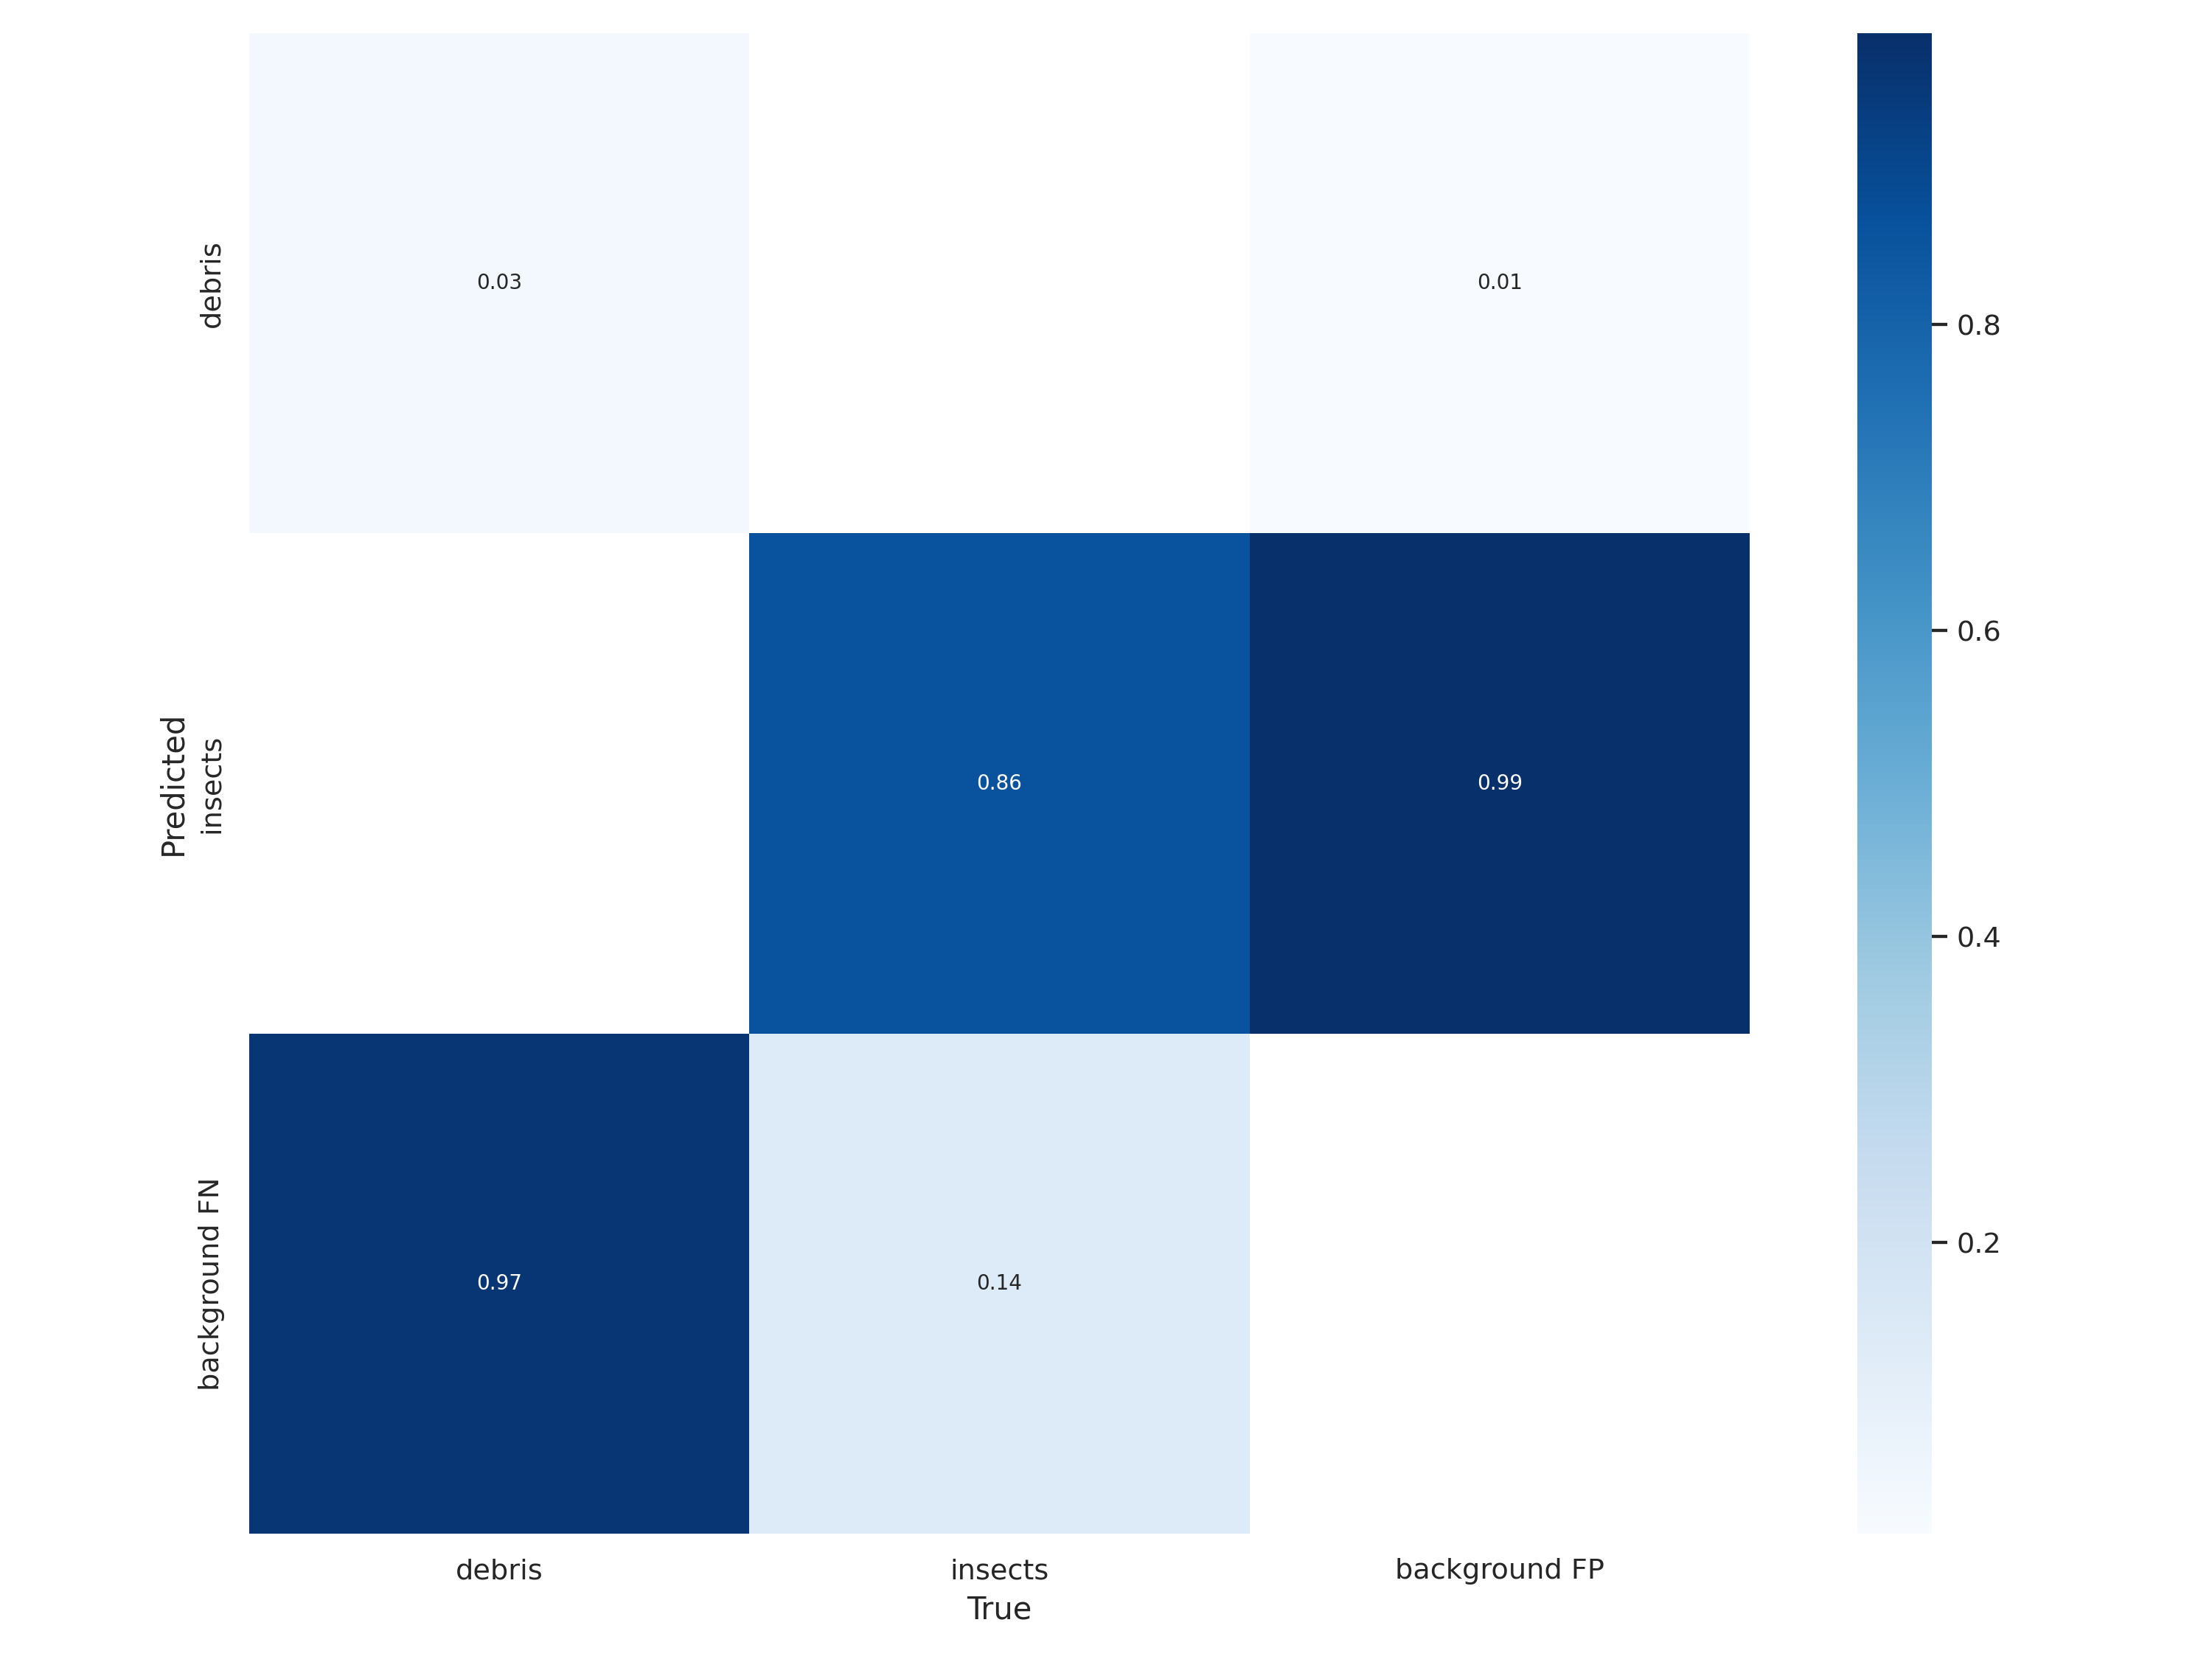 debris
0.03
0.01
0.8
0.6
Predicted
insects
0.86
0.99
0.4
background FN
0.97
0.14
0.2
debris
insects
background FP
True